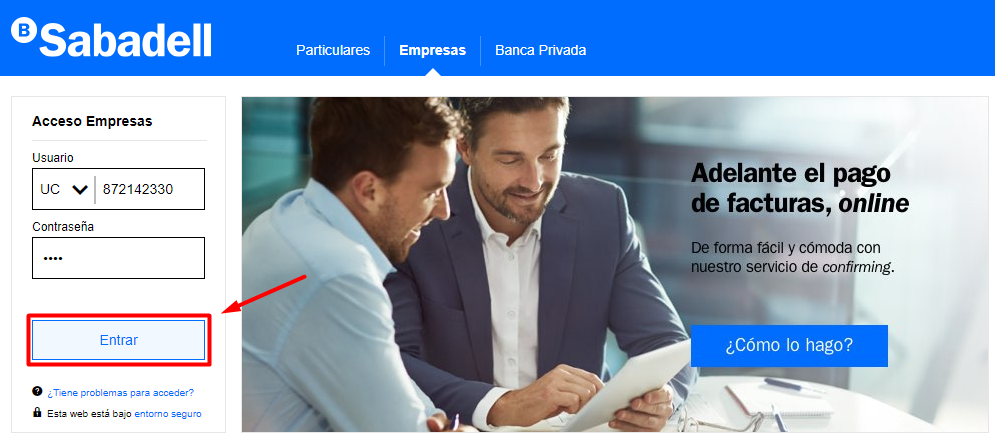 B Sabadell
Particulares
Empresas
Banca Privada
Acceso Empresas
Usuario
UC 872142330
Contraseña
••••
Entrar
? ¿Tiene problemas para acceder?
Esta web está bajo entorno seguro
Adelante el pago
de facturas, online
De forma fácil y cómoda con
nuestro servicio de confirming.
¿Cómo lo hago?